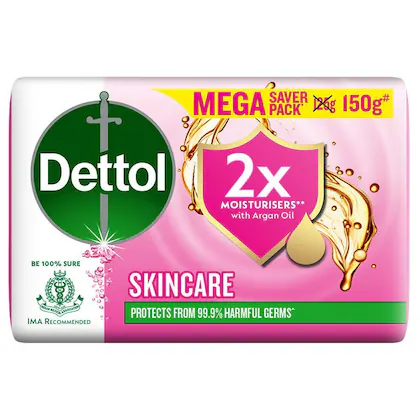 MEGA SAVER PACK* 125g 150g#
Dettol
2x
MOISTURISERS**
with Argan Oil
BE 100% SURE
IMA RECOMMENDED
SKINCARE
PROTECTS FROM 99.9% HARMFUL GERMS^